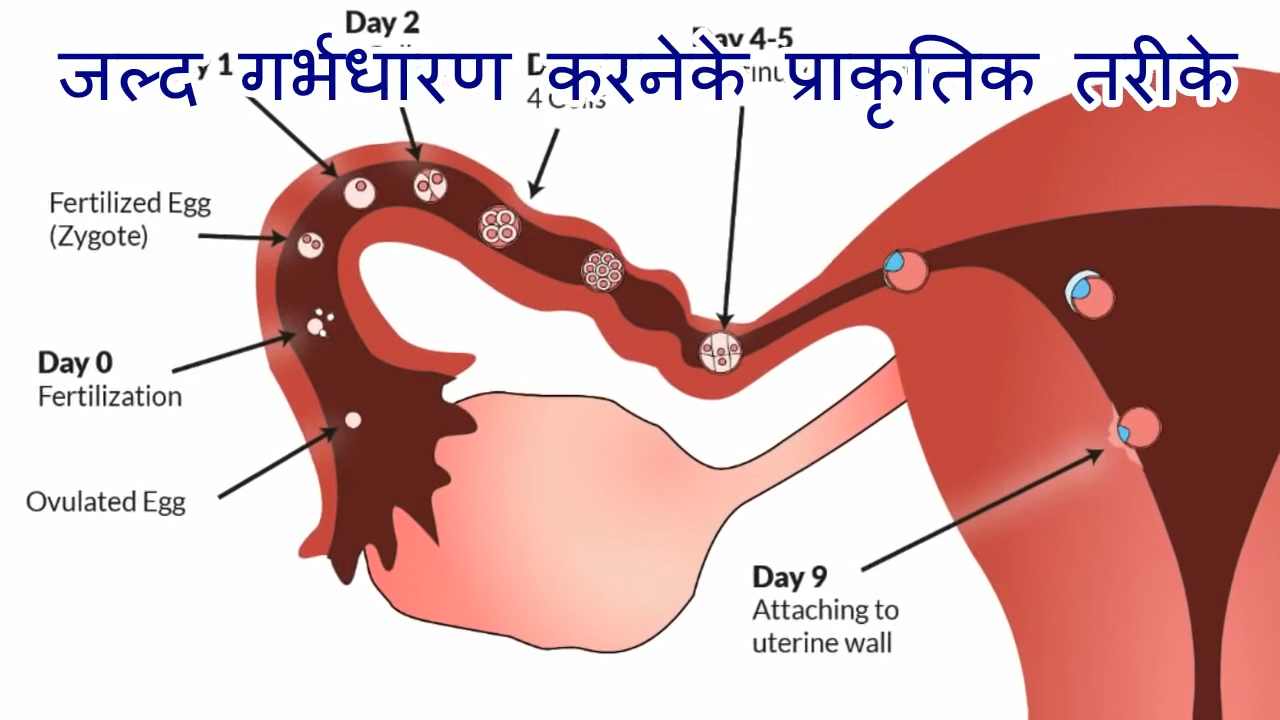 Day 2
जल्द गर्भधारण करनेके प्राकृतिक तरीके
Day 4-5
4 Cells
Fertilized Egg
(Zygote)
Day 0
Fertilization
Ovulated Egg
Day 9
Attaching to
uterine wall